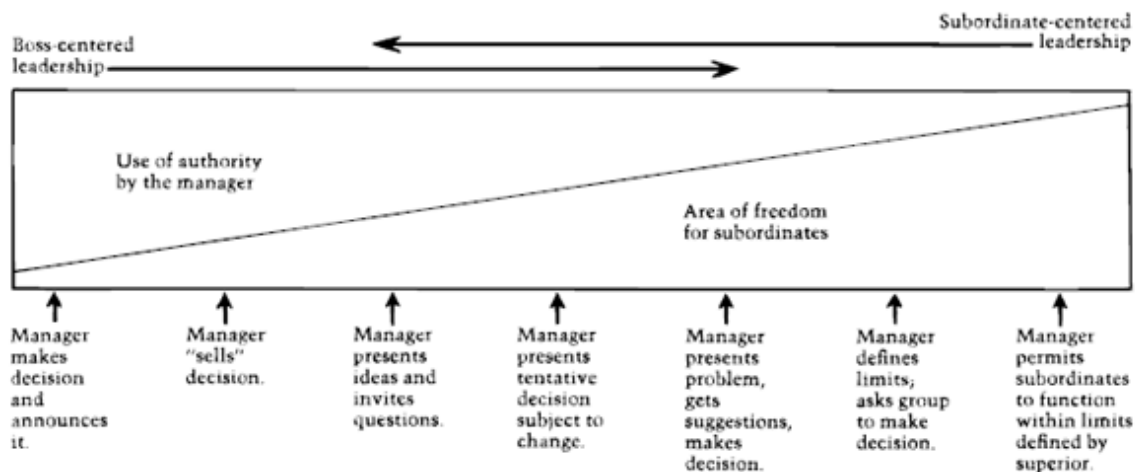 Boss-centered
leadership
Subordinate-centered
leadership
Use of authority
by the manager
Area of freedom
for subordinates
Manager
makes
decision
and
announces
it.
Manager
"sells"
decision.
Manager
presents
ideas and
invites
questions.
Manager
presents
tentative
decision
subject to
change.
Manager
presents
problem,
gets
suggestions,
makes
decision.
Manager
defines
limits;
asks group
to make
decision.
Manager
permits
subordinates
to function
within limits
defined by
superior.